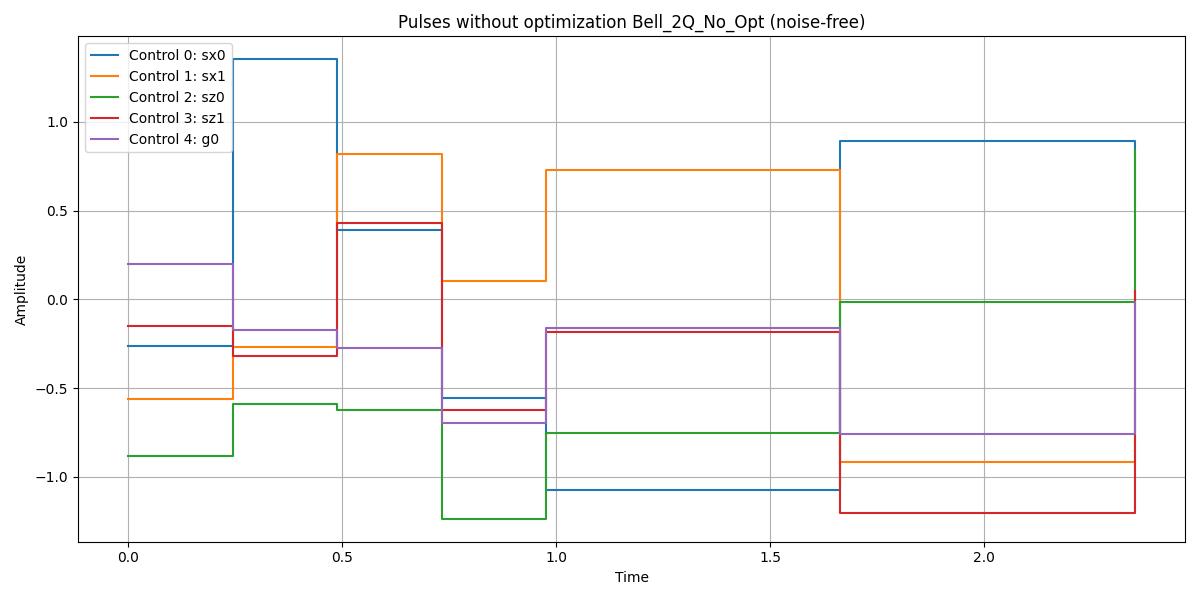 Pulses without optimization Bell_2Q_No_Opt (noise-free)
Control 0: sx0
Control 1: sx1
Control 2: sz0
Control 3: sz1
Control 4: g0
Amplitude
1.0
0.5
0.0
−0.5
−1.0
0.0 0.5 1.0 1.5 2.0
Time